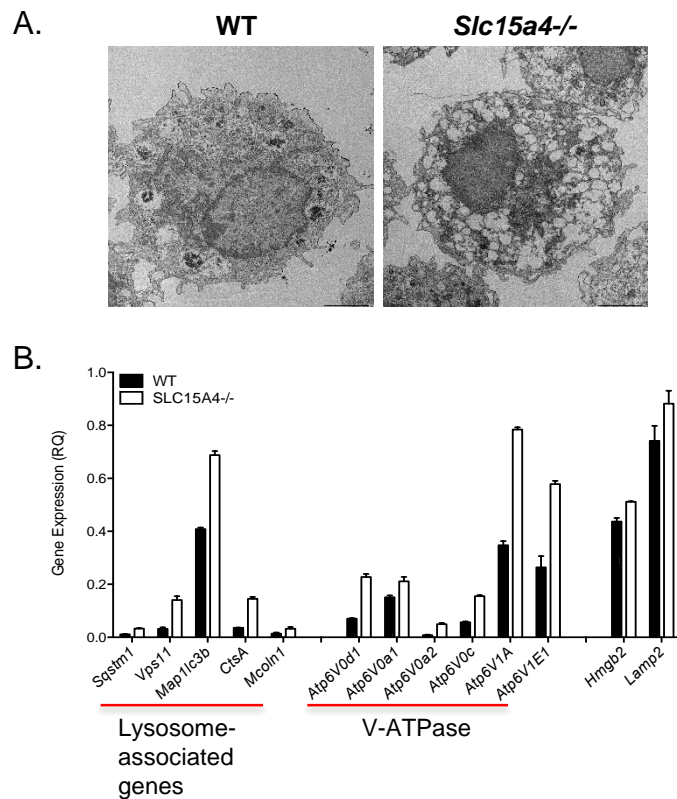 A.
WT
Slc15a4-/-
B.
1.0
0.8
0.6
0.4
0.2
0.0
Gene Expression (RQ)
WT
SLC15A4-/-
Sqstm1
Vps11
Map1lc3b
CtsA
Mcoln1
Atp6V0d1
Atp6V0a1
Atp6V0a2
Atp6V0c
Atp6V1A
Atp6V1E1
Hmgb2
Lamp2
Lysosome-
associated
genes
V-ATPase